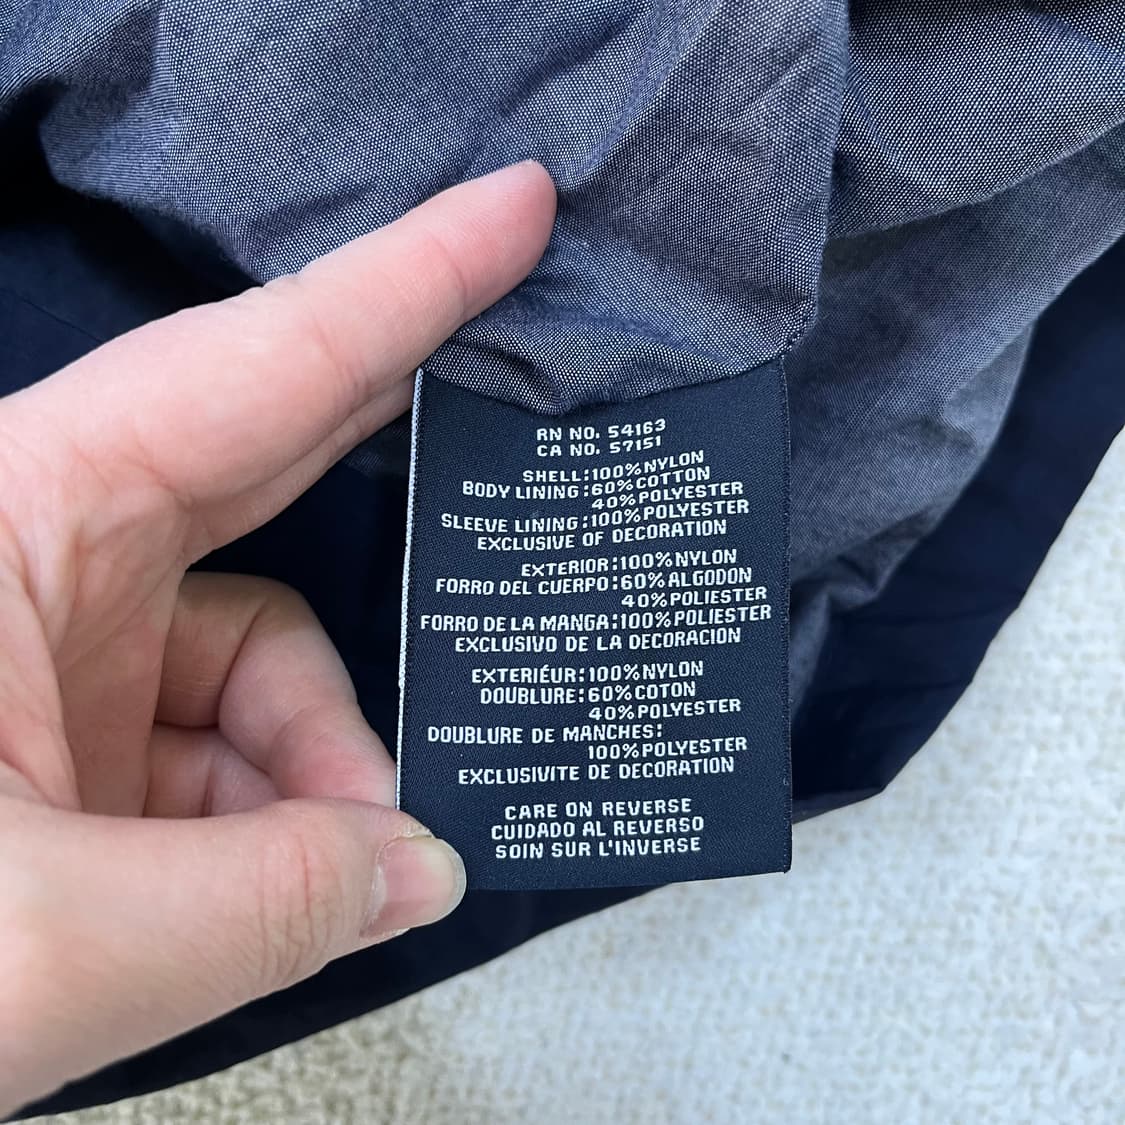 RN NO. 54163
CA NO. 57151
SHELL:100%NYLON
BODY LINING:60%COTTON
40%POLYESTER
SLEEVE LINING:100%POLYESTER
EXCLUSIVE OF DECORATION
EXTERIOR:100%NYLON
FORRO DEL CUERPO:60%ALGODON
40%POLIESTER
FORRO DE LA MANGA:100%POLIESTER
EXCLUSIVO DE LA DECORACION
EXTERIÉUR:100%NYLON
DOUBLURE:60%COTON
40%POLYESTER
DOUBLURE DE MANCHES:
100%POLYESTER
EXCLUSIVITE DE DECORATION
CARE ON REVERSE
CUIDADO AL REVERSO
SOIN SUR L'INVERSE